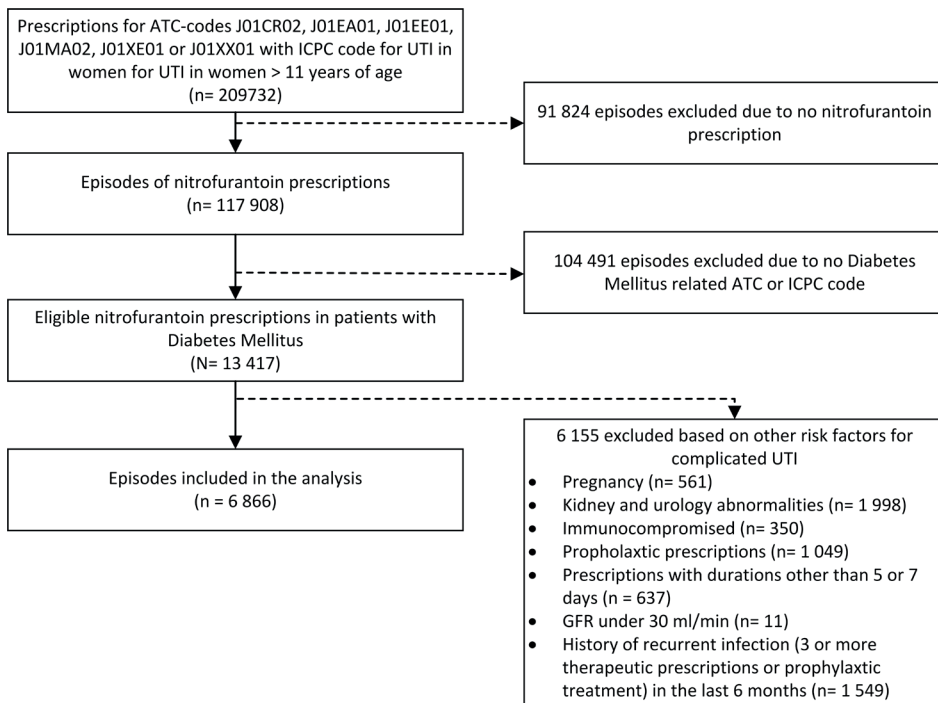 Prescriptions for ATC-codes J01CR02, J01EA01, J01EE01,
J01MA02, J01XE01 or J01XX01 with ICPC code for UTI in
women for UTI in women > 11 years of age
(n= 209732)
91 824 episodes excluded due to no nitrofurantoin
prescription
Episodes of nitrofurantoin prescriptions
(n= 117 908)
104 491 episodes excluded due to no Diabetes
Mellitus related ATC or ICPC code
Eligible nitrofurantoin prescriptions in patients with
Diabetes Mellitus
(N= 13 417)
6 155 excluded based on other risk factors for
complicated UTI
• Pregnancy (n= 561)
• Kidney and urology abnormalities (n= 1 998)
• Immunocompromised (n= 350)
• Propholaxtic prescriptions (n= 1 049)
• Prescriptions with durations other than 5 or 7
days (n = 637)
• GFR under 30 ml/min (n= 11)
• History of recurrent infection (3 or more
therapeutic prescriptions or prophylaxtic
treatment) in the last 6 months (n= 1 549)
Episodes included in the analysis
(n = 6 866)